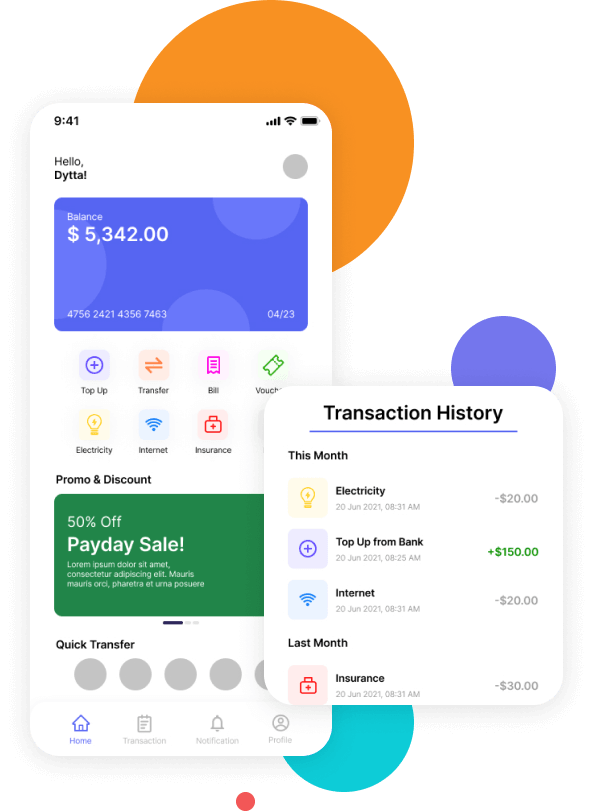 9:41
Hello,
Dytta!
Balance
$ 5,342.00
4756 2421 4356 7463 04/23
Top Up Transfer Bill
Electricity Internet Insurance
Promo & Discount
50% Off
Payday Sale!
Lorem ipsum dolor sit amet,
consectetur adipiscing elit. Mauris
mauris orci, pharetra et urna posuere
Quick Transfer
Home Transaction Notification Profile
Transaction History
This Month
Electricity
20 Jun 2021, 08:31 AM
-$20.00
Top Up from Bank
20 Jun 2021, 08:25 AM
+$150.00
Internet
20 Jun 2021, 08:31 AM
-$20.00
Last Month
Insurance
20 Jun 2021, 08:31 AM
-$30.00